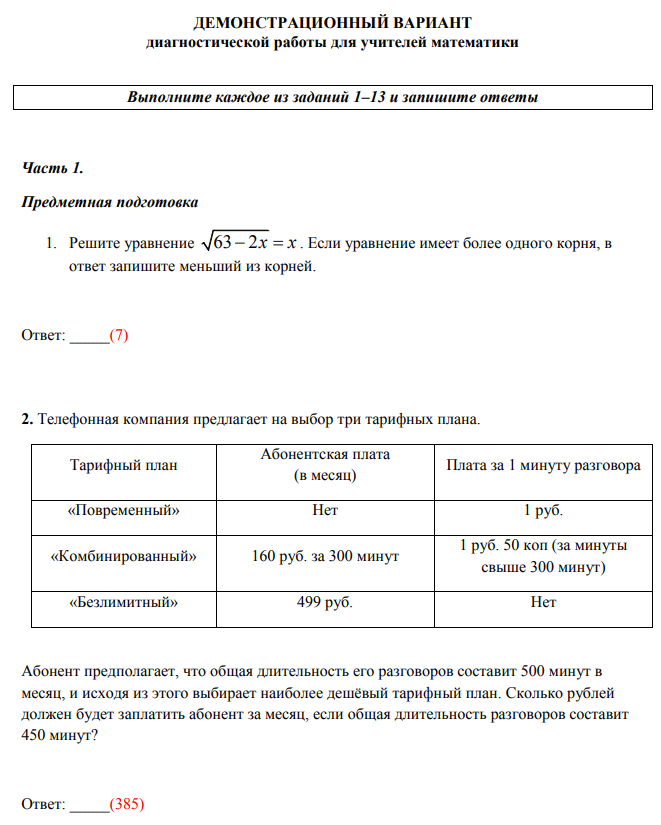 ДЕМОНСТРАЦИОННЫЙ ВАРИАНТ
диагностической работы для учителей математики
Выполните каждое из заданий 1–13 и запишите ответы
Часть 1.
Предметная подготовка
1. Решите уравнение √(63 − 2x) = x . Если уравнение имеет более одного корня, в
ответ запишите меньший из корней.
Ответ: _____(7)
2. Телефонная компания предлагает на выбор три тарифных плана.
Тарифный план
Абонентская плата
(в месяц)
Плата за 1 минуту разговора
«Повременный»
Нет
1 руб.
«Комбинированный»
160 руб. за 300 минут
1 руб. 50 коп (за минуты
свыше 300 минут)
«Безлимитный»
499 руб.
Нет
Абонент предполагает, что общая длительность его разговоров составит 500 минут в
месяц, и исходя из этого выбирает наиболее дешёвый тарифный план. Сколько рублей
должен будет заплатить абонент за месяц, если общая длительность разговоров составит
450 минут?
Ответ: _____(385)